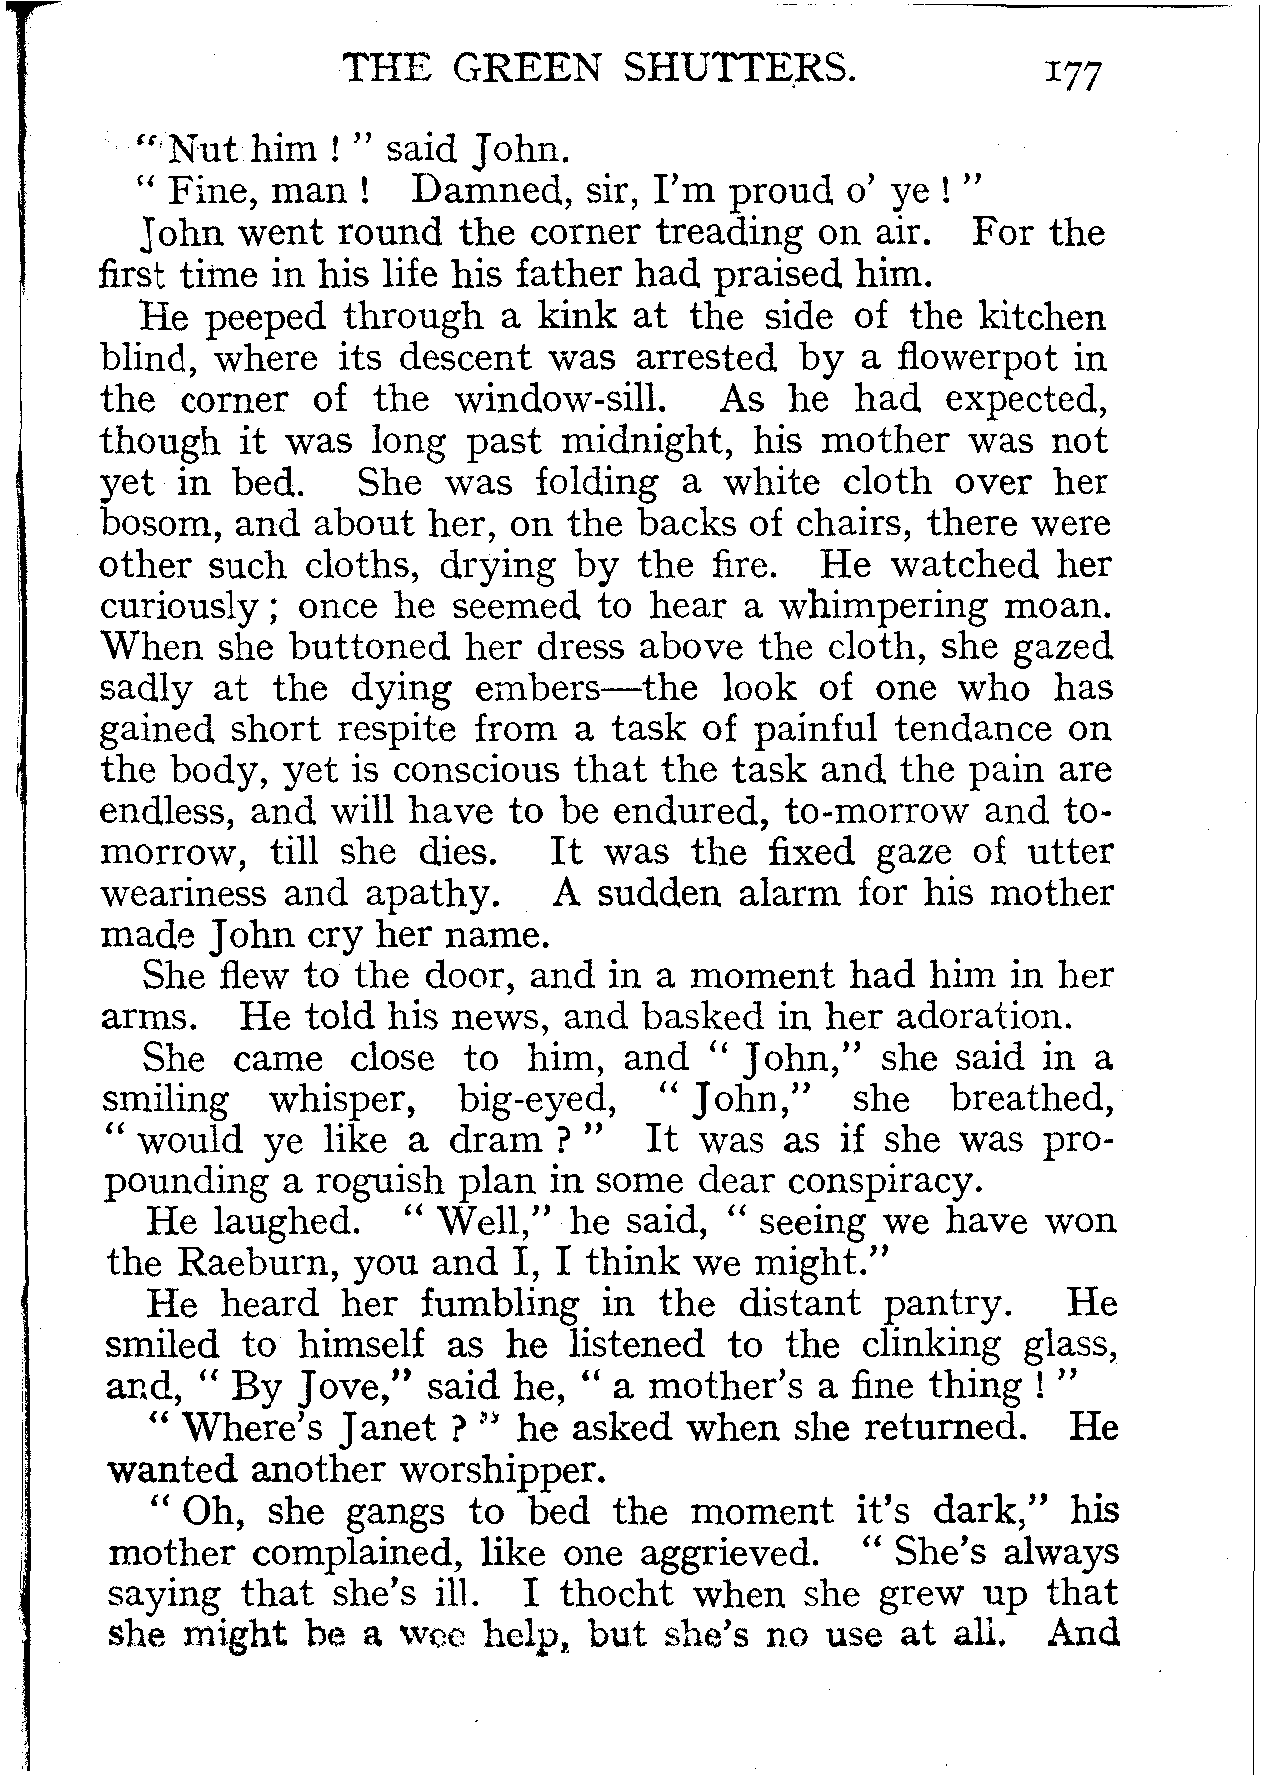 THE GREEN SHUTTERS. 177
" Nut him ! " said John.
" Fine, man ! Damned, sir, I'm proud o' ye ! "
John went round the corner treading on air. For the
first time in his life his father had praised him.
He peeped through a kink at the side of the kitchen
blind, where its descent was arrested by a flowerpot in
the corner of the window-sill. As he had expected,
though it was long past midnight, his mother was not
yet in bed. She was folding a white cloth over her
bosom, and about her, on the backs of chairs, there were
other such cloths, drying by the fire. He watched her
curiously ; once he seemed to hear a whimpering moan.
When she buttoned her dress above the cloth, she gazed
sadly at the dying embers—the look of one who has
gained short respite from a task of painful tendance on
the body, yet is conscious that the task and the pain are
endless, and will have to be endured, to-morrow and to-
morrow, till she dies. It was the fixed gaze of utter
weariness and apathy. A sudden alarm for his mother
made John cry her name.
She flew to the door, and in a moment had him in her
arms. He told his news, and basked in her adoration.
She came close to him, and " John," she said in a
smiling whisper, big-eyed, " John," she breathed,
" would ye like a dram ? " It was as if she was pro-
pounding a roguish plan in some dear conspiracy.
He laughed. " Well," he said, " seeing we have won
the Raeburn, you and I, I think we might."
He heard her fumbling in the distant pantry. He
smiled to himself as he listened to the clinking glass,
and, " By Jove," said he, " a mother's a fine thing ! "
" Where's Janet ? " he asked when she returned. He
wanted another worshipper.
" Oh, she gangs to bed the moment it's dark," his
mother complained, like one aggrieved. " She's always
saying that she's ill. I thocht when she grew up that
she might be a wee help, but she's no use at all. And